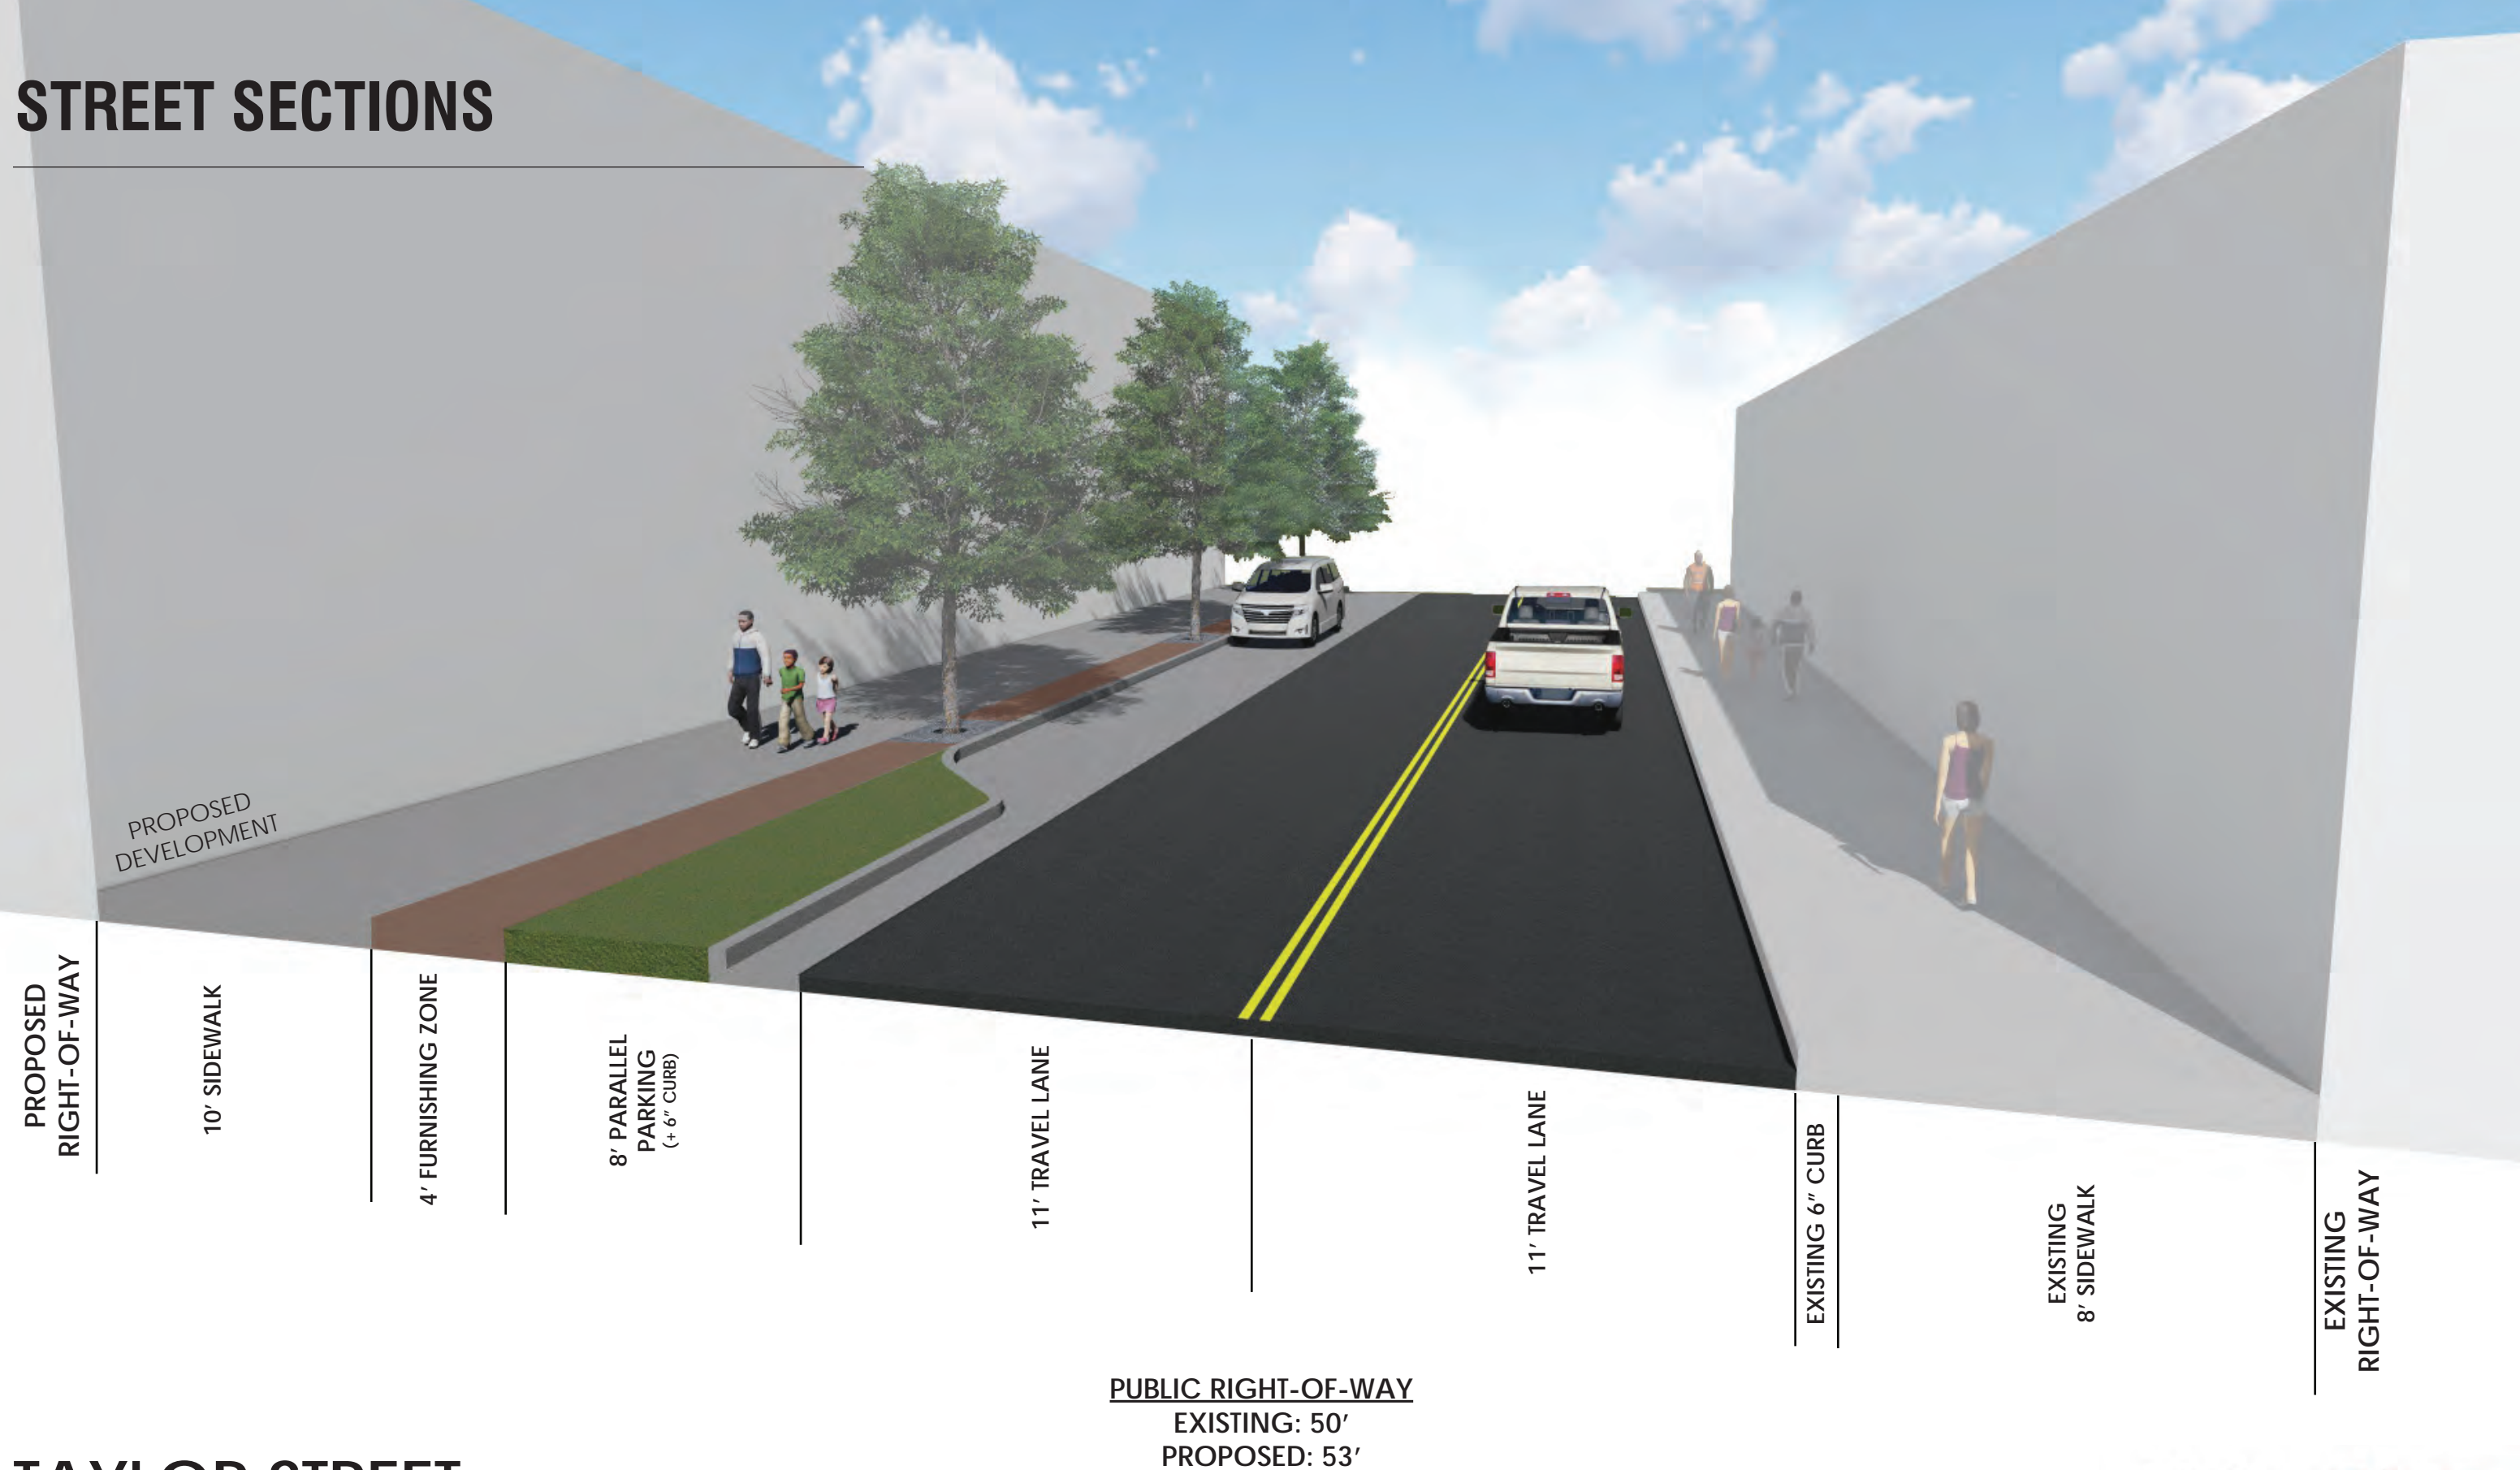 STREET SECTIONS
PROPOSED
DEVELOPMENT
PROPOSED
RIGHT-OF-WAY
10' SIDEWALK
4' FURNISHING ZONE
8' PARALLEL
PARKING
(+ 6" CURB)
11' TRAVEL LANE
11' TRAVEL LANE
EXISTING 6" CURB
EXISTING
8' SIDEWALK
EXISTING
RIGHT-OF-WAY
PUBLIC RIGHT-OF-WAY
EXISTING: 50'
PROPOSED: 53'
TAYLOR STREET